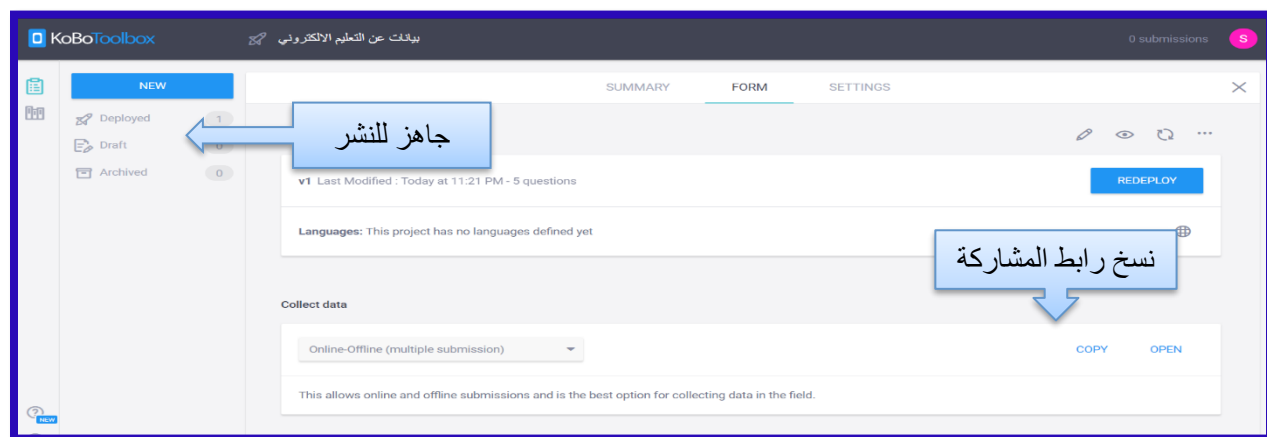 KoBoToolbox
بيانات عن التعليم الالكتروني
0 submissions
S
NEW
SUMMARY
FORM
SETTINGS
Deployed
1
Draft
0
Archived
0
جاهز للنشر
v1 Last Modified : Today at 11:21 PM - 5 questions
REDEPLOY
Languages: This project has no languages defined yet
نسخ رابط المشاركة
Collect data
Online-Offline (multiple submission)
COPY
OPEN
This allows online and offline submissions and is the best option for collecting data in the field.
NEW